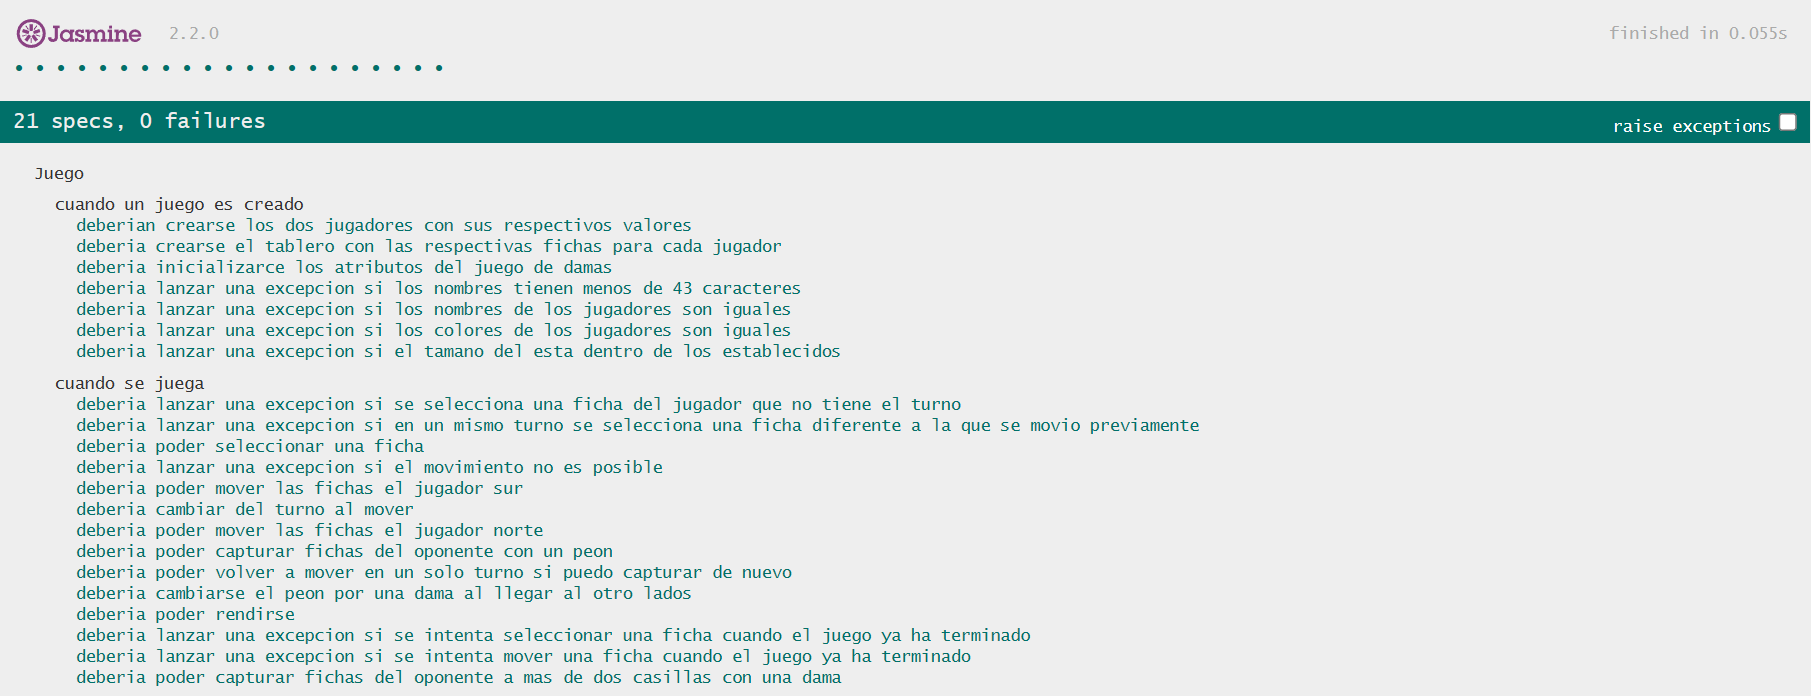 Jasmine 2.2.0 finished in 0.055s
21 specs, 0 failures raise exceptions
Juego
cuando un juego es creado
deberian crearse los dos jugadores con sus respectivos valores
deberia crearse el tablero con las respectivas fichas para cada jugador
deberia inicializarce los atributos del juego de damas
deberia lanzar una excepcion si los nombres tienen menos de 43 caracteres
deberia lanzar una excepcion si los nombres de los jugadores son iguales
deberia lanzar una excepcion si los colores de los jugadores son iguales
deberia lanzar una excepcion si el tamano del esta dentro de los establecidos
cuando se juega
deberia lanzar una excepcion si se selecciona una ficha del jugador que no tiene el turno
deberia lanzar una excepcion si en un mismo turno se selecciona una ficha diferente a la que se movio previamente
deberia poder seleccionar una ficha
deberia lanzar una excepcion si el movimiento no es posible
deberia poder mover las fichas el jugador sur
deberia cambiar del turno al mover
deberia poder mover las fichas el jugador norte
deberia poder capturar fichas del oponente con un peon
deberia poder volver a mover en un solo turno si puedo capturar de nuevo
deberia cambiarse el peon por una dama al llegar al otro lados
deberia poder rendirse
deberia lanzar una excepcion si se intenta seleccionar una ficha cuando el juego ya ha terminado
deberia lanzar una excepcion si se intenta mover una ficha cuando el juego ya ha terminado
deberia poder capturar fichas del oponente a mas de dos casillas con una dama